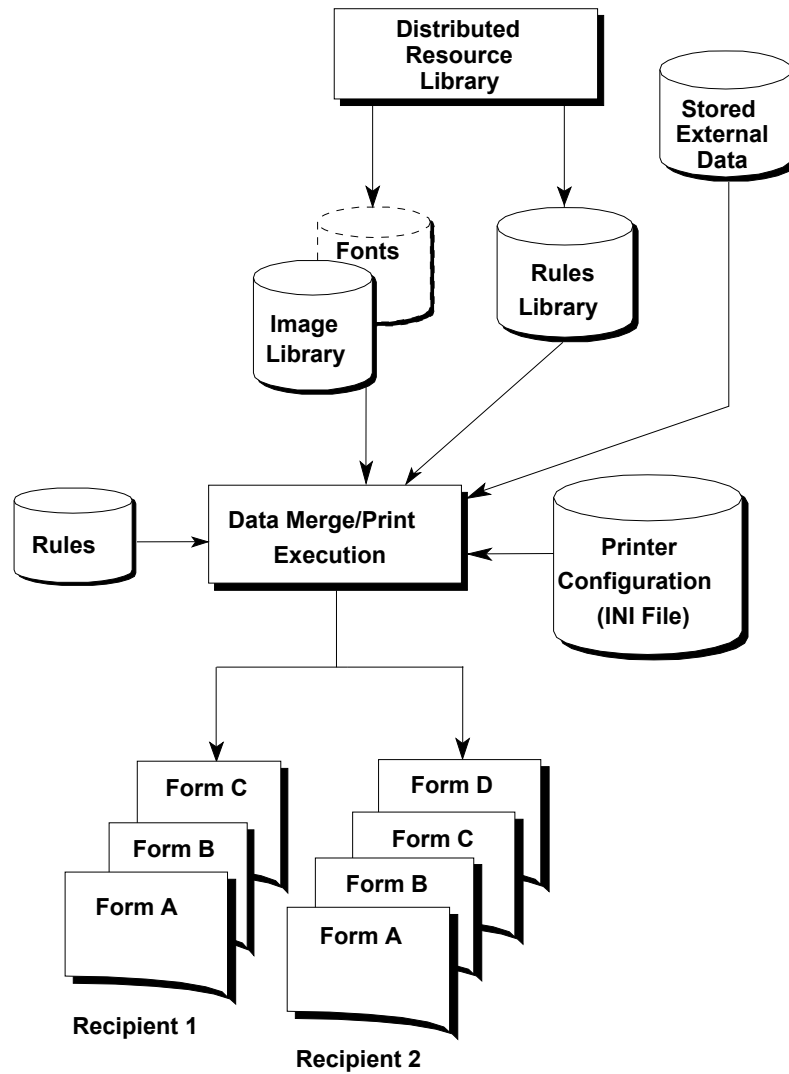 Distributed
Resource
Library
Stored
External
Data
Fonts
Image
Library
Rules
Library
Rules
Data Merge/Print
Execution
Printer
Configuration
(INI File)
Form C
Form B
Form A
Recipient 1
Form D
Form C
Form B
Form A
Recipient 2